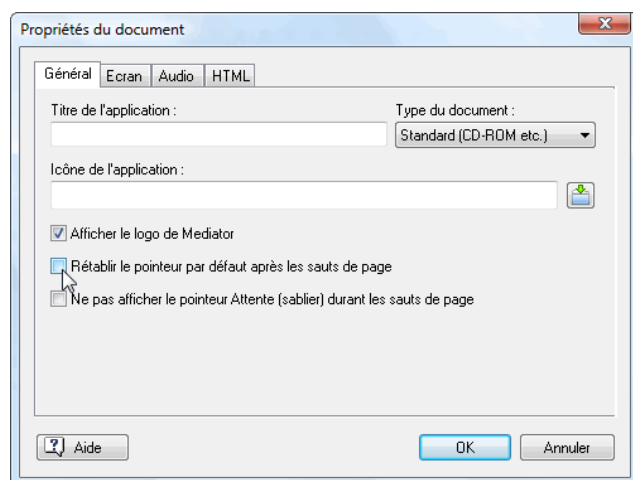 Propriétés du document
Général Ecran Audio HTML
Titre de l'application : Type du document :
Standard (CD-ROM etc.)
Icône de l'application :
Afficher le logo de Mediator
Rétablir le pointeur par défaut après les sauts de page
Ne pas afficher le pointeur Attente (sablier) durant les sauts de page
Aide OK Annuler